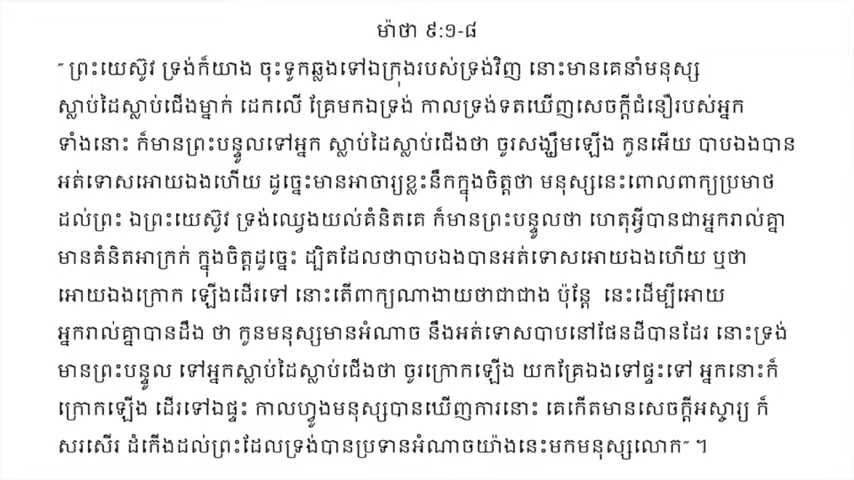 ម៉ាថា ៩:១-៨
“ ព្រះយេស៊ូវ ទ្រង់ក៏យាង ចុះទូកឆ្លងទៅឯក្រុងរបស់ទ្រង់វិញ នោះមានគេនាំមនុស្ស
ស្លាប់ដៃស្លាប់ជើងម្នាក់ ដេកលើ គ្រែមកឯទ្រង់ កាលទ្រង់ទតឃើញសេចក្ដីជំនឿរបស់អ្នក
ទាំងនោះ ក៏មានព្រះបន្ទូលទៅអ្នក ស្លាប់ដៃស្លាប់ជើងថា ចូរសង្ឃឹមឡើង កូនអើយ បាបឯងបាន
អត់ទោសអោយឯងហើយ ដូច្នេះមានអាចារ្យខ្លះនឹកក្នុងចិត្តថា មនុស្សនេះពោលពាក្យប្រមាថ
ដល់ព្រះ ឯព្រះយេស៊ូវ ទ្រង់ឈ្វេងយល់គំនិតគេ ក៏មានព្រះបន្ទូលថា ហេតុអ្វីបានជាអ្នករាល់គ្នា
មានគំនិតអាក្រក់ ក្នុងចិត្តដូច្នេះ ដ្បិតដែលថាបាបឯងបានអត់ទោសអោយឯងហើយ ឬថា
អោយឯងក្រោក ឡើងដើរទៅ នោះតើពាក្យណាងាយថាជាជាង ប៉ុន្តែ នេះដើម្បីអោយ
អ្នករាល់គ្នាបានដឹង ថា កូនមនុស្សមានអំណាច នឹងអត់ទោសបាបនៅផែនដីបានដែរ នោះទ្រង់
មានព្រះបន្ទូល ទៅអ្នកស្លាប់ដៃស្លាប់ជើងថា ចូរក្រោកឡើង យកគ្រែឯងទៅផ្ទះទៅ អ្នកនោះក៏
ក្រោកឡើង ដើរទៅឯផ្ទះ កាលហ្វូងមនុស្សបានឃើញការនោះ គេកើតមានសេចក្ដីអស្ចារ្យ ក៏
សរសើរ ដំកើងដល់ព្រះដែលទ្រង់បានប្រទានអំណាចយ៉ាងនេះមកមនុស្សលោក” ។